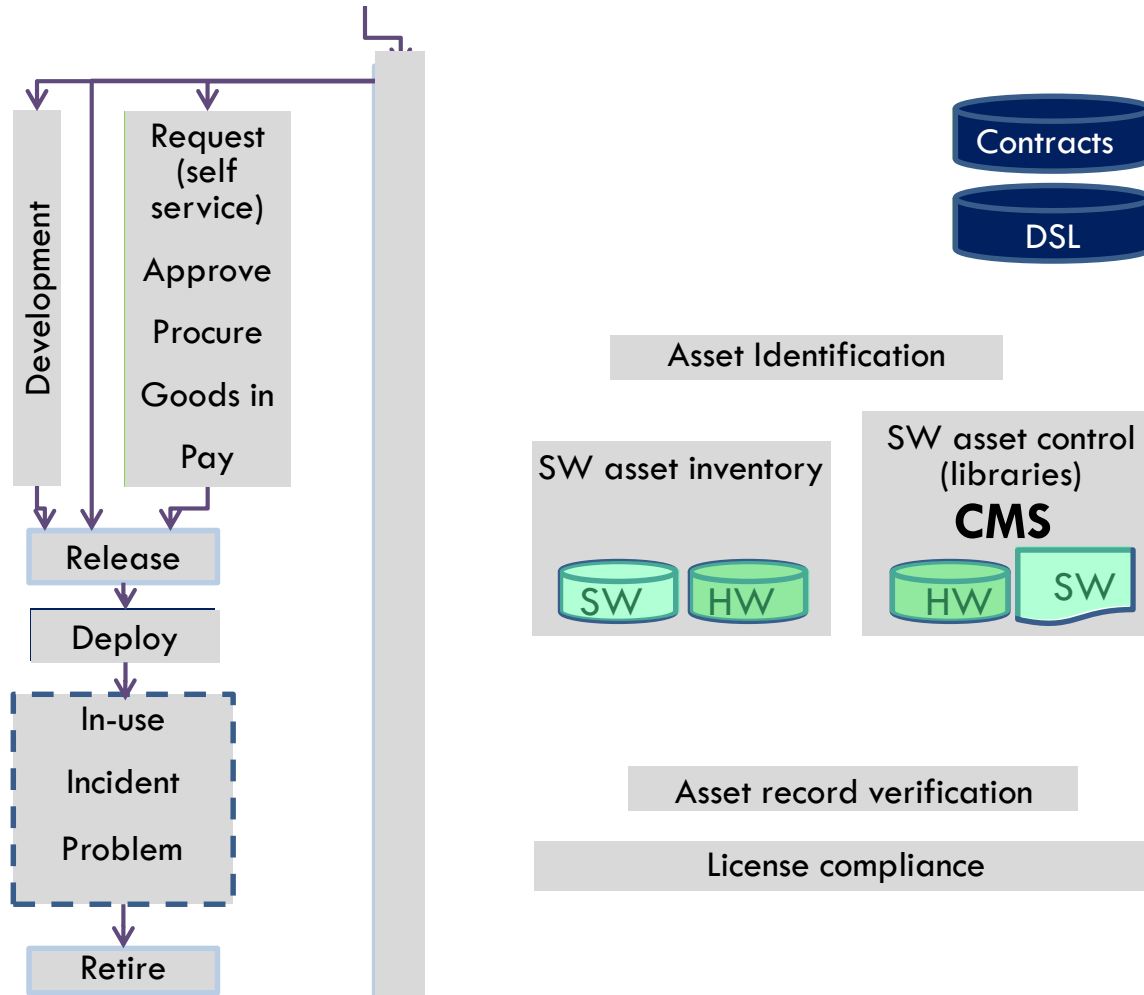 Development
Request
(self
service)
Approve
Procure
Goods in
Pay
Release
Deploy
In-use
Incident
Problem
Retire
Contracts
DSL
Asset Identification
SW asset inventory
SW
HW
SW asset control
(libraries)
CMS
HW
SW
Asset record verification
License compliance